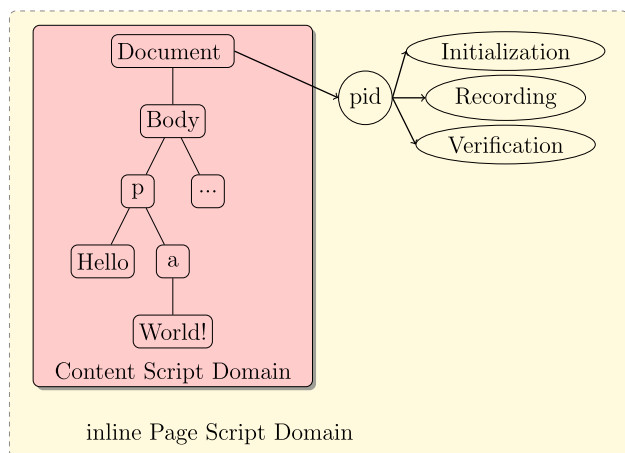 Document
Initialization
pid
Recording
Body
Verification
p
...
Hello
a
World!
Content Script Domain
inline Page Script Domain